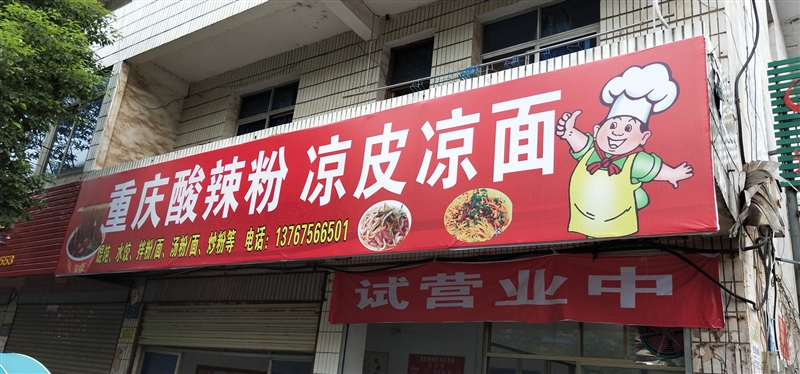 重庆酸辣粉 凉皮凉面
馄饨、水饺、拌粉/面、汤粉/面、炒粉等 电话:13767566501
试营业中